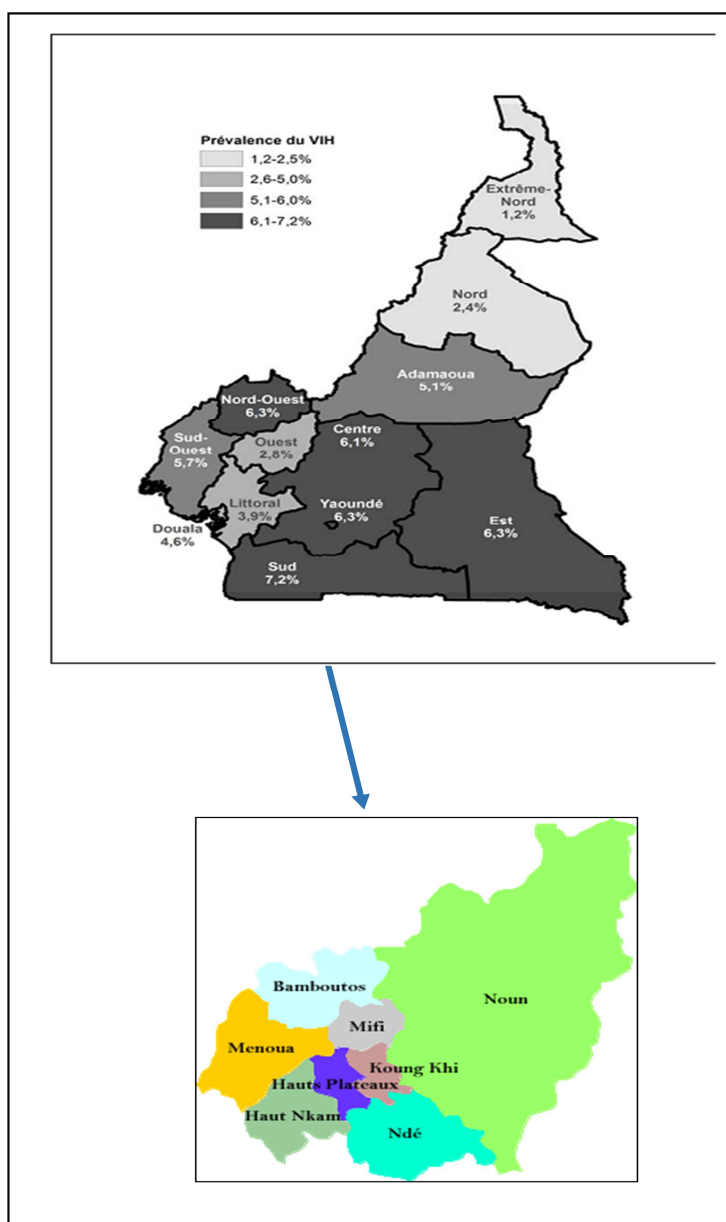 Prévalence du VIH
1,2-2,5%
2,6-5,0%
5,1-6,0%
6,1-7,2%
Extrême-
Nord
1,2%
Nord
2,4%
Adamaoua
5,1%
Nord-Ouest
6,3%
Sud-
Ouest
5,7%
Ouest
2,8%
Centre
6,1%
Littoral
3,9%
Yaoundé
6,3%
Douala
4,6%
Est
6,3%
Sud
7,2%
Bamboutos
Noun
Mifi
Menoua
Koung Khi
Hauts Plateaux
Haut Nkam
Ndé